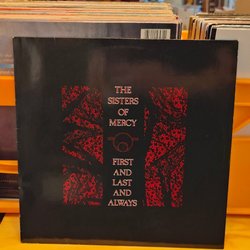 THE
SISTERS
OF
MERCY
FIRST
AND
LAST
AND
ALWAYS